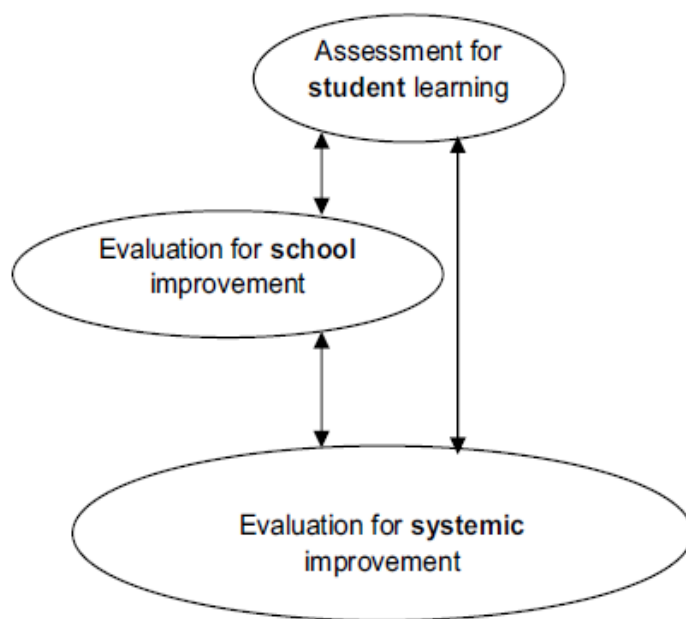 Assessment for
student learning
Evaluation for school
improvement
Evaluation for systemic
improvement